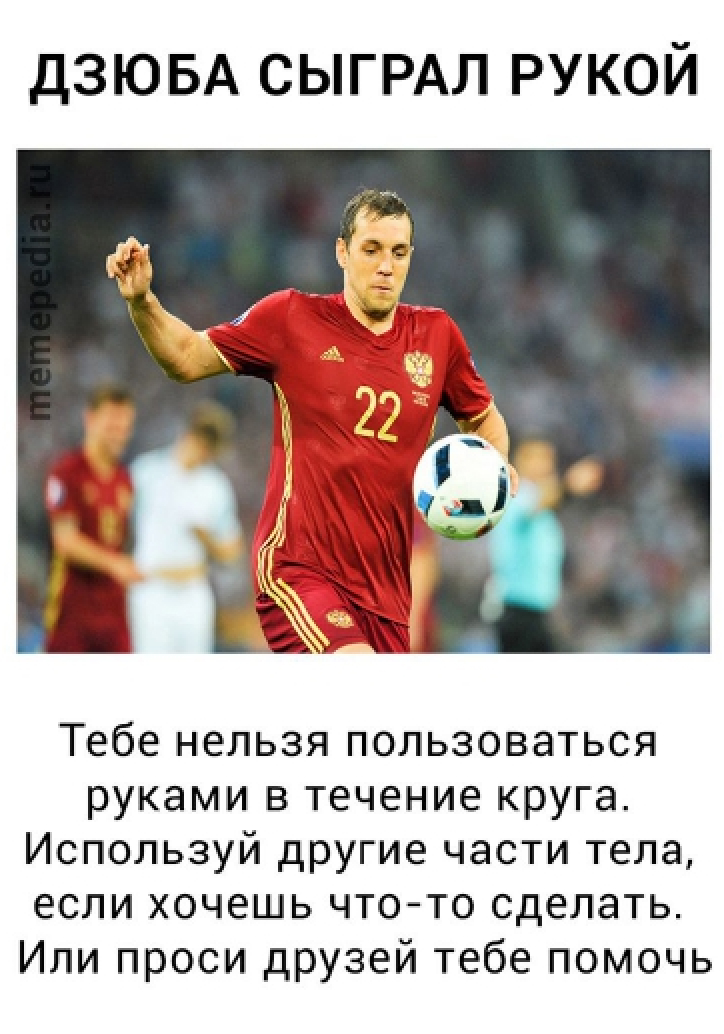 ДЗЮБА СЫГРАЛ РУКОЙ
memepedia.ru
22
Тебе нельзя пользоваться
руками в течение круга.
Используй другие части тела,
если хочешь что-то сделать.
Или проси друзей тебе помочь